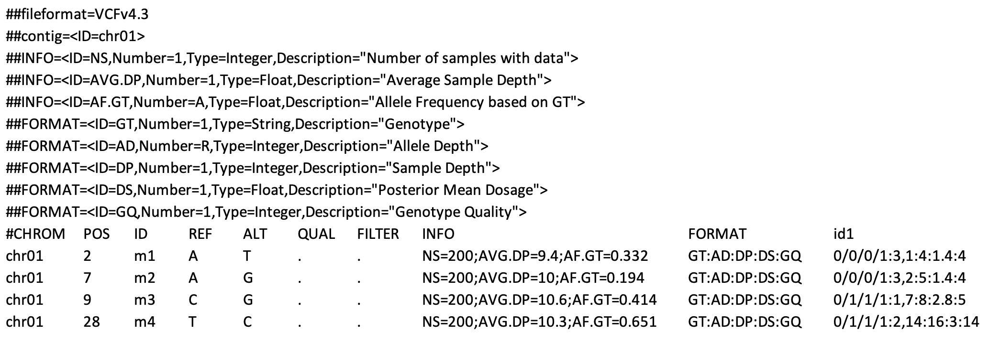 ##fileformat=VCFv4.3
##contig=<ID=chr01>
##INFO=<ID=NS,Number=1,Type=Integer,Description="Number of samples with data">
##INFO=<ID=AVG.DP,Number=1,Type=Float,Description="Average Sample Depth">
##INFO=<ID=AF.GT,Number=A,Type=Float,Description="Allele Frequency based on GT">
##FORMAT=<ID=GT,Number=1,Type=String,Description="Genotype">
##FORMAT=<ID=AD,Number=R,Type=Integer,Description="Allele Depth">
##FORMAT=<ID=DP,Number=1,Type=Integer,Description="Sample Depth">
##FORMAT=<ID=DS,Number=1,Type=Float,Description="Posterior Mean Dosage">
##FORMAT=<ID=GQ,Number=1,Type=Integer,Description="Genotype Quality">
#CHROM POS ID REF ALT QUAL FILTER INFO FORMAT id1
chr01 2 m1 A T . . NS=200;AVG.DP=9.4;AF.GT=0.332 GT:AD:DP:DS:GQ 0/0/0/1:3,1:4:1.4:4
chr01 7 m2 A G . . NS=200;AVG.DP=10;AF.GT=0.194 GT:AD:DP:DS:GQ 0/0/0/1:3,2:5:1.4:4
chr01 9 m3 C G . . NS=200;AVG.DP=10.6;AF.GT=0.414 GT:AD:DP:DS:GQ 0/1/1/1:1,7:8:2.8:5
chr01 28 m4 T C . . NS=200;AVG.DP=10.3;AF.GT=0.651 GT:AD:DP:DS:GQ 0/1/1/1:2,14:16:3:14